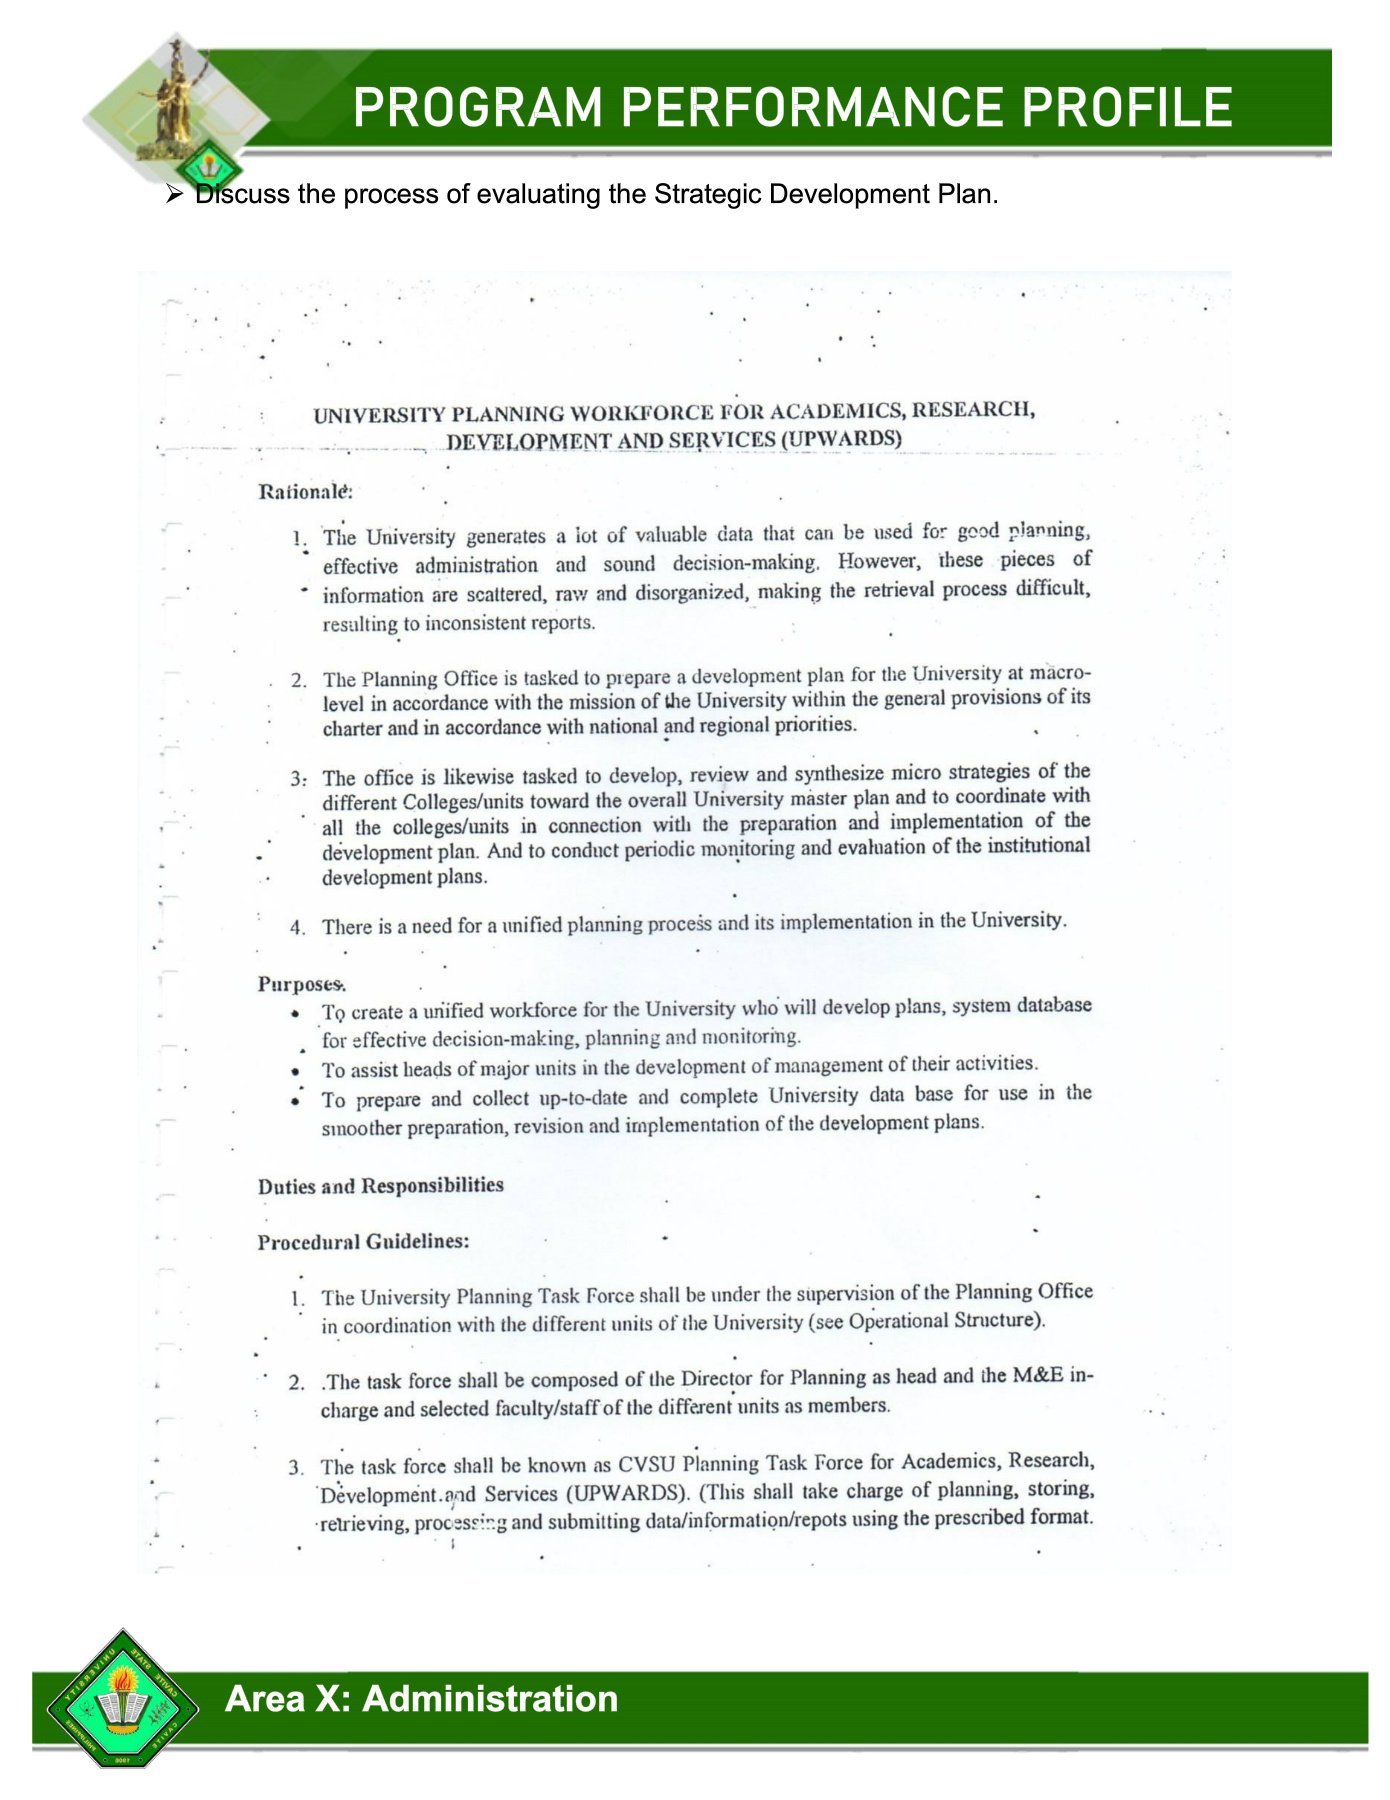 PROGRAM PERFORMANCE PROFILE
➢ Discuss the process of evaluating the Strategic Development Plan.
UNIVERSITY PLANNING WORKFORCE FOR ACADEMICS, RESEARCH,
DEVELOPMENT AND SERVICES (UPWARDS)
Rationale:
1. The University generates a lot of valuable data that can be used for good planning,
effective administration and sound decision-making. However, these pieces of
information are scattered, raw and disorganized, making the retrieval process difficult,
resulting to inconsistent reports.
2. The Planning Office is tasked to prepare a development plan for the University at macro-
level in accordance with the mission of the University within the general provisions of its
charter and in accordance with national and regional priorities.
3. The office is likewise tasked to develop, review and synthesize micro strategies of the
different Colleges/units toward the overall University master plan and to coordinate with
all the colleges/units in connection with the preparation and implementation of the
development plan. And to conduct periodic monitoring and evaluation of the institutional
development plans.
4. There is a need for a unified planning process and its implementation in the University.
Purposes.
• To create a unified workforce for the University who will develop plans, system database
for effective decision-making, planning and monitoring.
• To assist heads of major units in the development of management of their activities.
• To prepare and collect up-to-date and complete University data base for use in the
smoother preparation, revision and implementation of the development plans.
Duties and Responsibilities
Procedural Guidelines:
1. The University Planning Task Force shall be under the supervision of the Planning Office
in coordination with the different units of the University (see Operational Structure).
2. .The task force shall be composed of the Director for Planning as head and the M&E in-
charge and selected faculty/staff of the different units as members.
3. The task force shall be known as CVSU Planning Task Force for Academics, Research,
Development and Services (UPWARDS). (This shall take charge of planning, storing,
retrieving, processing and submitting data/information/repots using the prescribed format.
CAVITE STATE UNIVERSITY
CAVITE PHILIPPINES
1906
Area X: Administration